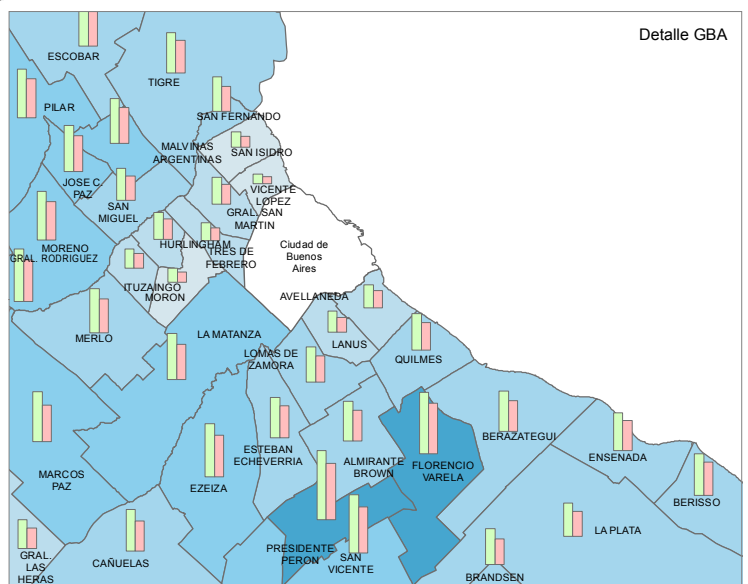 Detalle GBA
ESCOBAR
TIGRE
PILAR
SAN FERNANDO
MALVINAS
ARGENTINAS
SAN ISIDRO
JOSE C.
PAZ
SAN
MIGUEL
VICENTE
LOPEZ
GRAL. SAN
MARTIN
MORENO
GRAL. RODRIGUEZ
HURLINGHAM
TRES DE
FEBRERO
Ciudad de
Buenos
Aires
ITUZAINGO
MORON
AVELLANEDA
MERLO
LA MATANZA
LANUS
LOMAS DE
ZAMORA
QUILMES
ESTEBAN
ECHEVERRIA
ALMIRANTE
BROWN
FLORENCIO
VARELA
BERAZATEGUI
ENSENADA
MARCOS
PAZ
EZEIZA
BERISSO
LA PLATA
GRAL.
LAS
HERAS
CAÑUELAS
PRESIDENTE
PERON
SAN
VICENTE
BRANDSEN